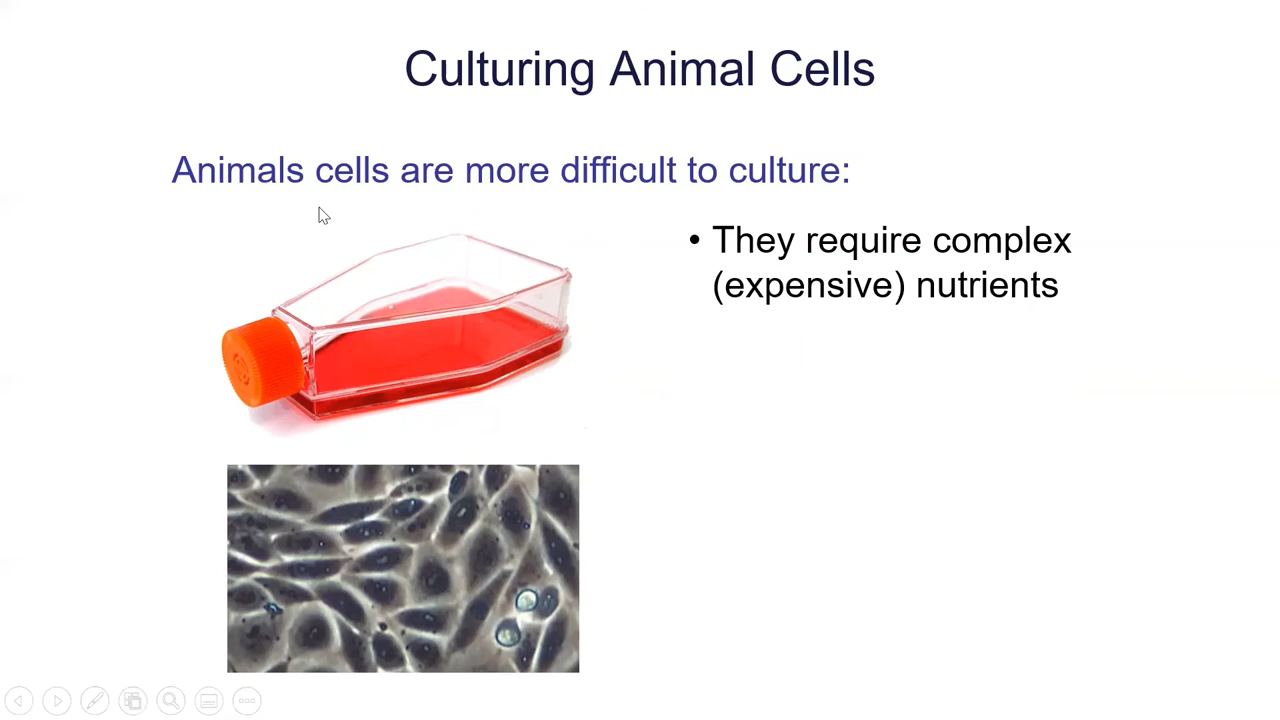 Culturing Animal Cells
Animals cells are more difficult to culture:
• They require complex
(expensive) nutrients